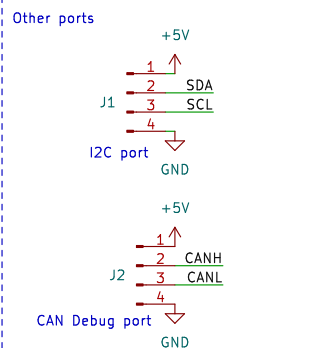 Other ports
+5V
1
2 SDA
J1
3 SCL
4
I2C port
GND
+5V
1
2 CANH
J2
3 CANL
4
CAN Debug port
GND